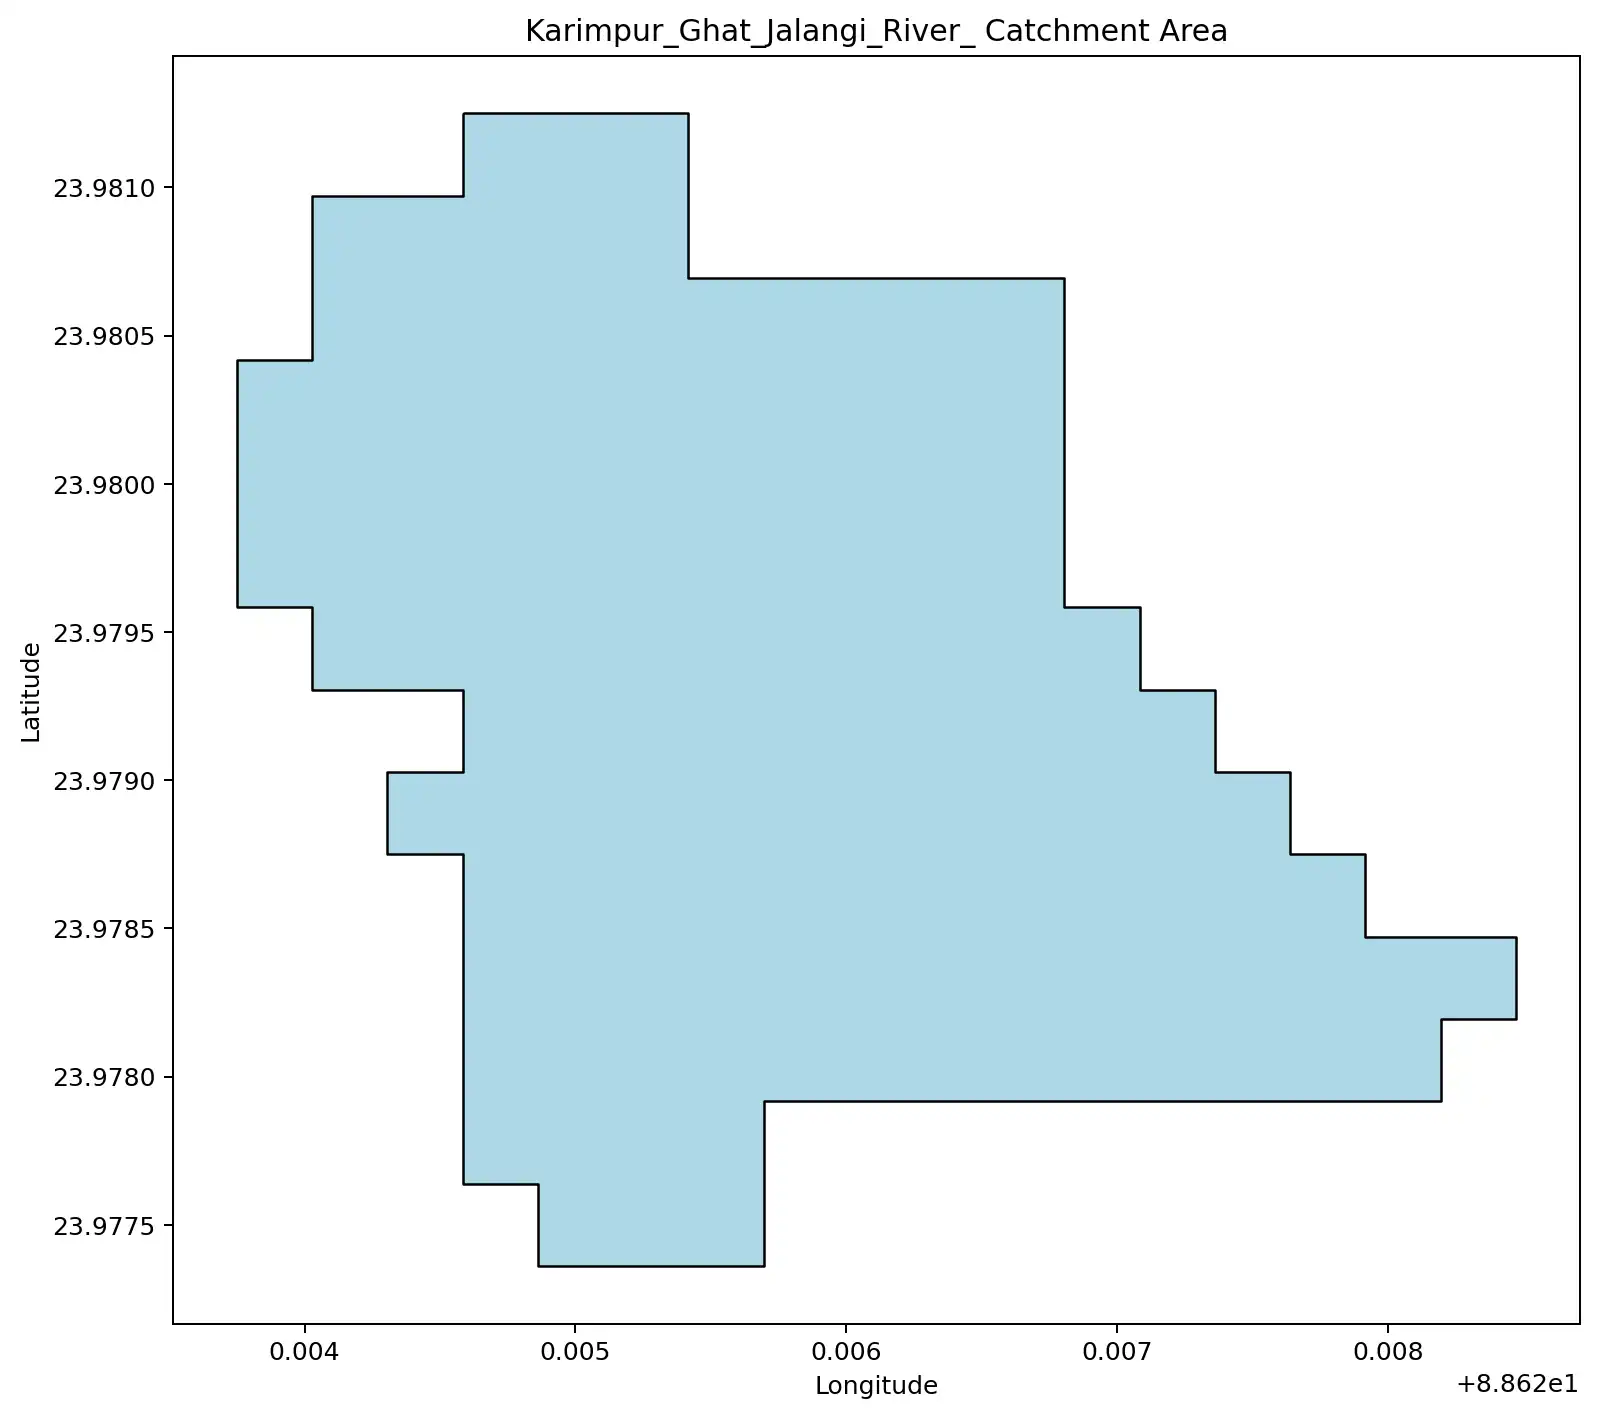 Karimpur_Ghat_Jalangi_River_ Catchment Area
23.9810
23.9805
23.9800
23.9795
23.9790
23.9785
23.9780
23.9775
Latitude
0.004 0.005 0.006 0.007 0.008
Longitude
+8.862e1